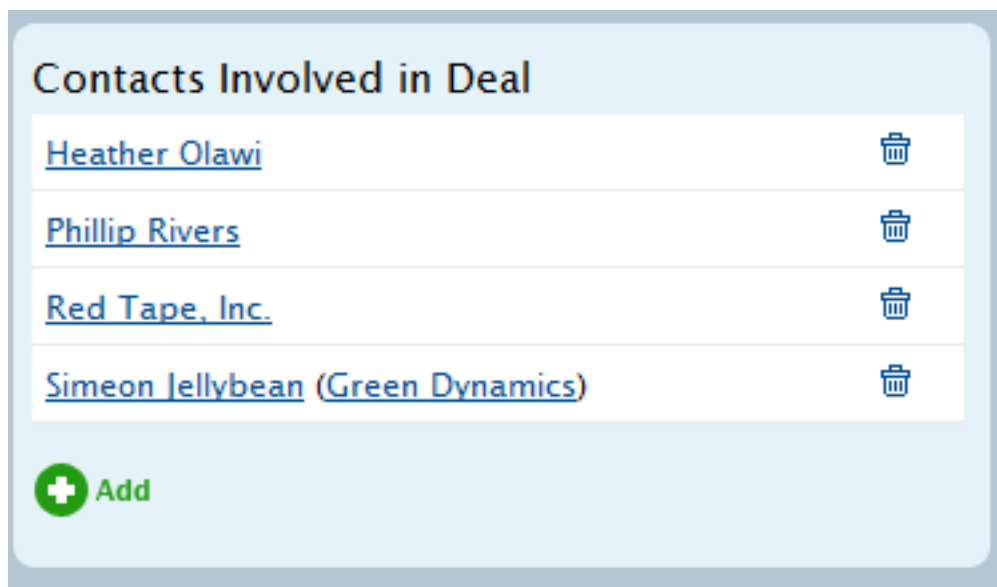 Contacts Involved in Deal
Heather Olawi
Phillip Rivers
Red Tape, Inc.
Simeon Jellybean (Green Dynamics)
Add